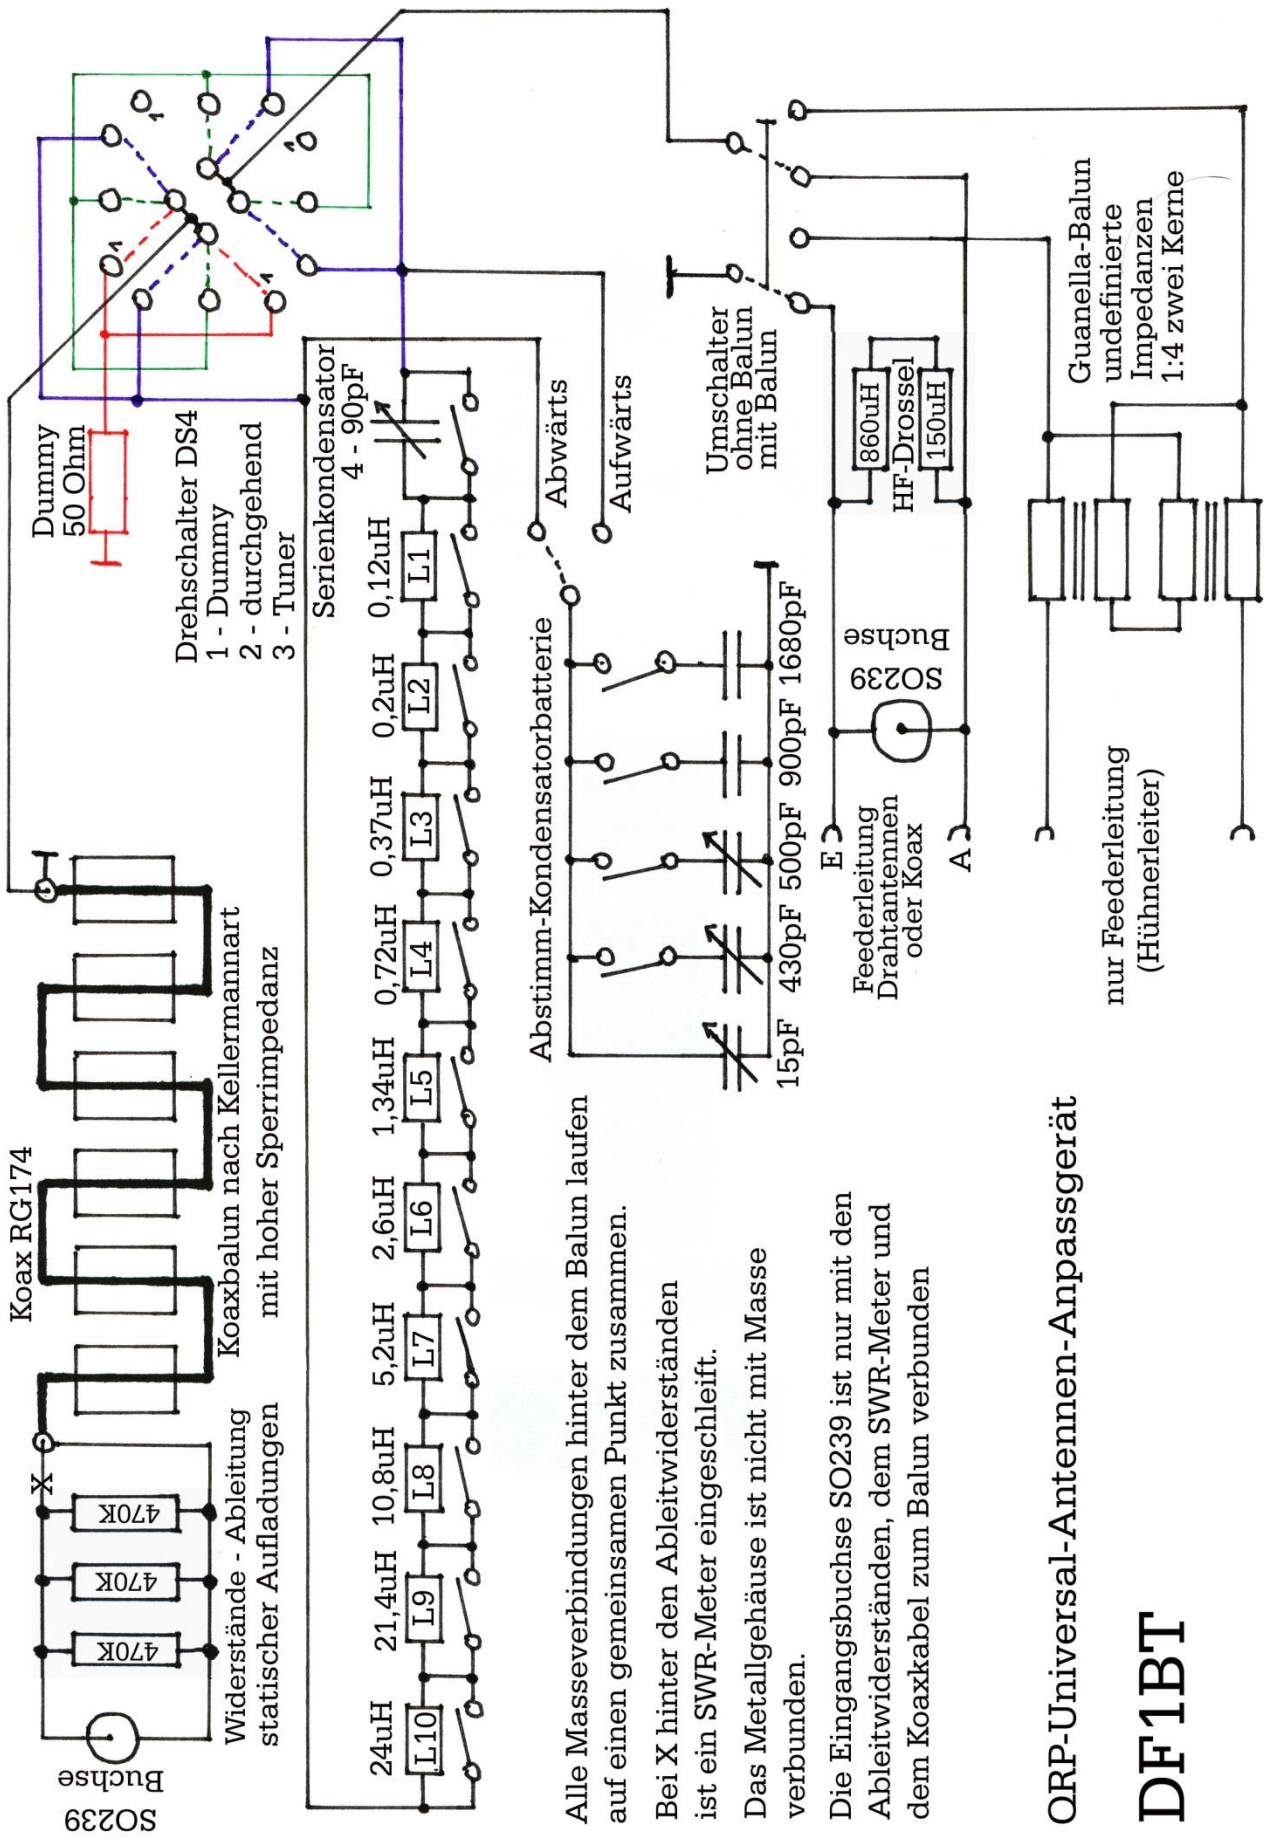 SO239
Buchse
470K
470K
470K
X
Widerstände - Ableitung
statischer Aufladungen
Koax RG174
Koaxbalun nach Kellermannart
mit hoher Sperrimpedanz
Dummy
50 Ohm
Drehschalter DS4
1 - Dummy
2 - durchgehend
3 - Tuner
1
1
1
1
Serienkondensator
4 - 90pF
24uH
21,4uH
10,8uH
5,2uH
2,6uH
1,34uH
0,72uH
0,37uH
0,2uH
0,12uH
L10
L9
L8
L7
L6
L5
L4
L3
L2
L1
Abwärts
Aufwärts
Abstimm-Kondensatorbatterie
15pF
430pF
500pF
900pF
1680pF
Umschalter
ohne Balun
mit Balun
860uH
150uH
HF-Drossel
SO239
Buchse
E
Feederleitung
Drahtantennen
oder Koax
A
Guanella-Balun
undefinierte
Impedanzen
1:4 zwei Kerne
nur Feederleitung
(Hühnerleiter)
Alle Masseverbindungen hinter dem Balun laufen
auf einen gemeinsamen Punkt zusammen.
Bei X hinter den Ableitwiderständen
ist ein SWR-Meter eingeschleift.
Das Metallgehäuse ist nicht mit Masse
verbunden.
Die Eingangsbuchse SO239 ist nur mit den
Ableitwiderständen, dem SWR-Meter und
dem Koaxkabel zum Balun verbunden
QRP-Universal-Antennen-Anpassgerät
DF1BT